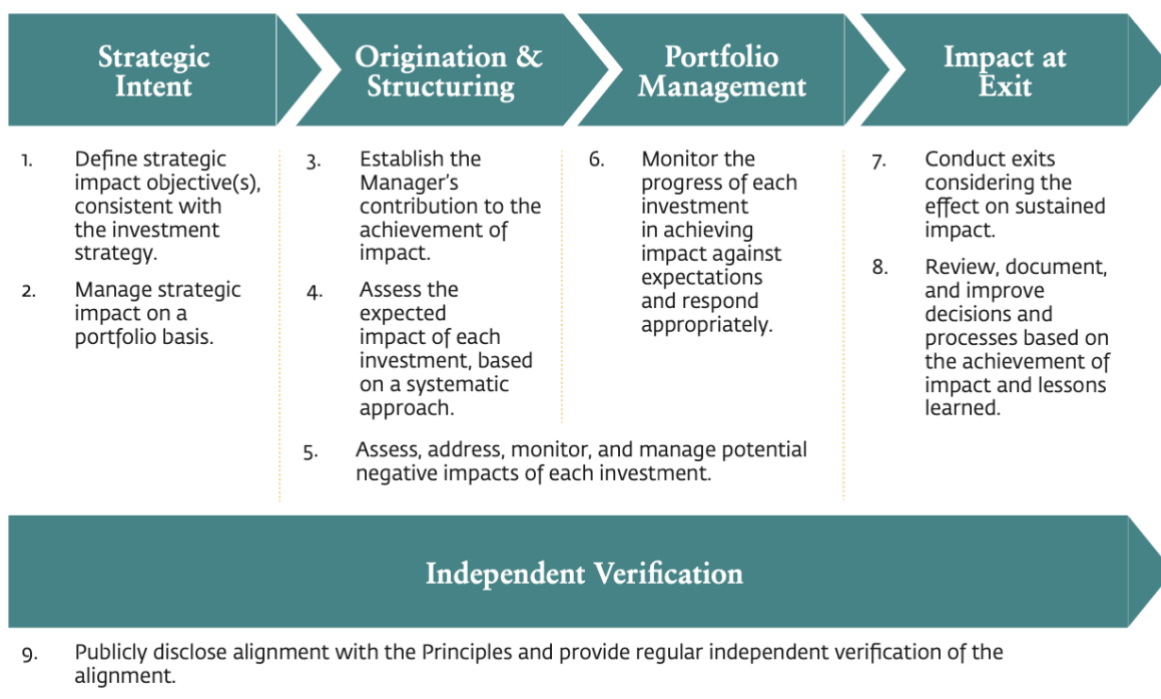 Strategic
Intent
Origination &
Structuring
Portfolio
Management
Impact at
Exit
1. Define strategic
impact objective(s),
consistent with
the investment
strategy.
2. Manage strategic
impact on a
portfolio basis.
3. Establish the
Manager's
contribution to the
achievement of
impact.
4. Assess the
expected
impact of each
investment, based
on a systematic
approach.
5. Assess, address, monitor, and manage potential
negative impacts of each investment.
6. Monitor the
progress of each
investment
in achieving
impact against
expectations
and respond
appropriately.
7. Conduct exits
considering the
effect on sustained
impact.
8. Review, document,
and improve
decisions and
processes based on
the achievement of
impact and lessons
learned.
Independent Verification
9. Publicly disclose alignment with the Principles and provide regular independent verification of the
alignment.